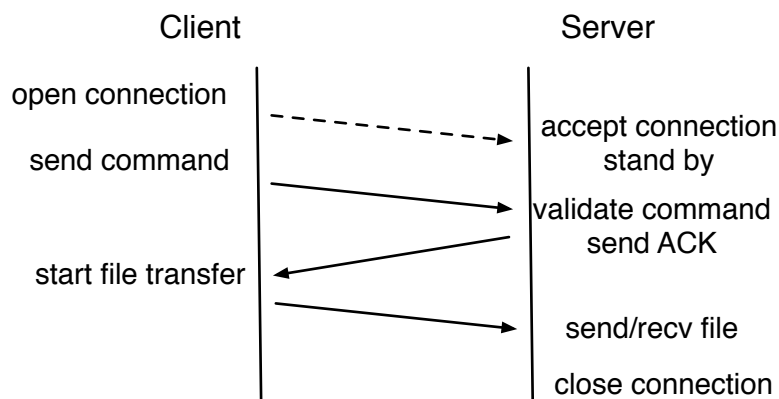 Client
Server
open connection
accept connection
stand by
send command
validate command
send ACK
start file transfer
send/recv file
close connection